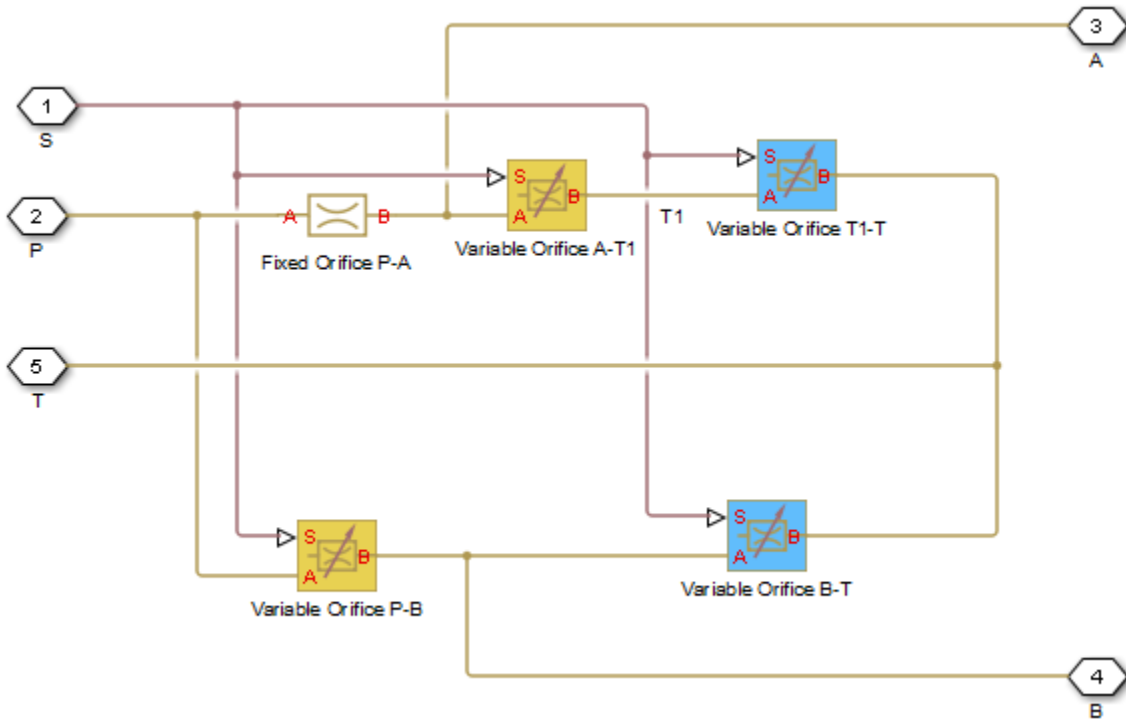 3
A
1
S
S
B
S
B
A
2
P
A
B
A
T1
Variable Orifice T1-T
Variable Orifice A-T1
Fixed Orifice P-A
5
T
S
B
A
S
B
A
Variable Orifice B-T
Variable Orifice P-B
4
B